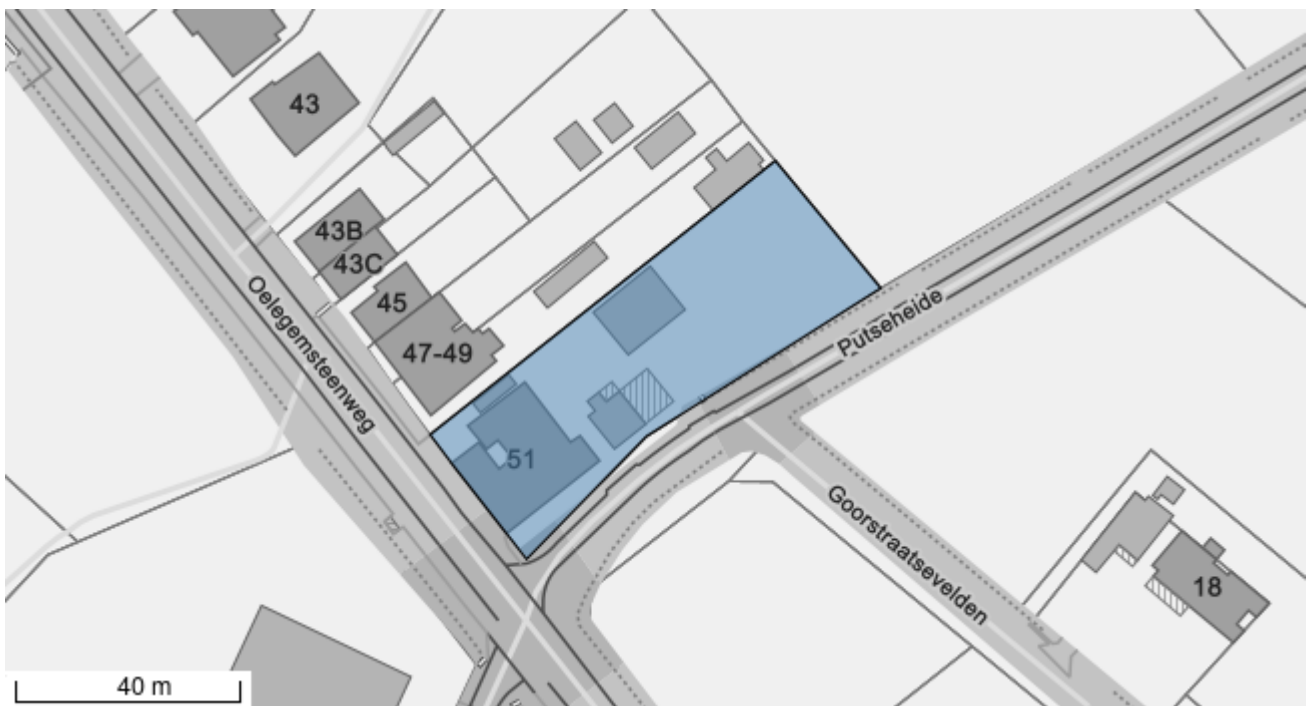 43
43B
43C
45
47-49
51
Oelegemsteenweg
Putseheide
Goorstraatsevelden
18
40 m